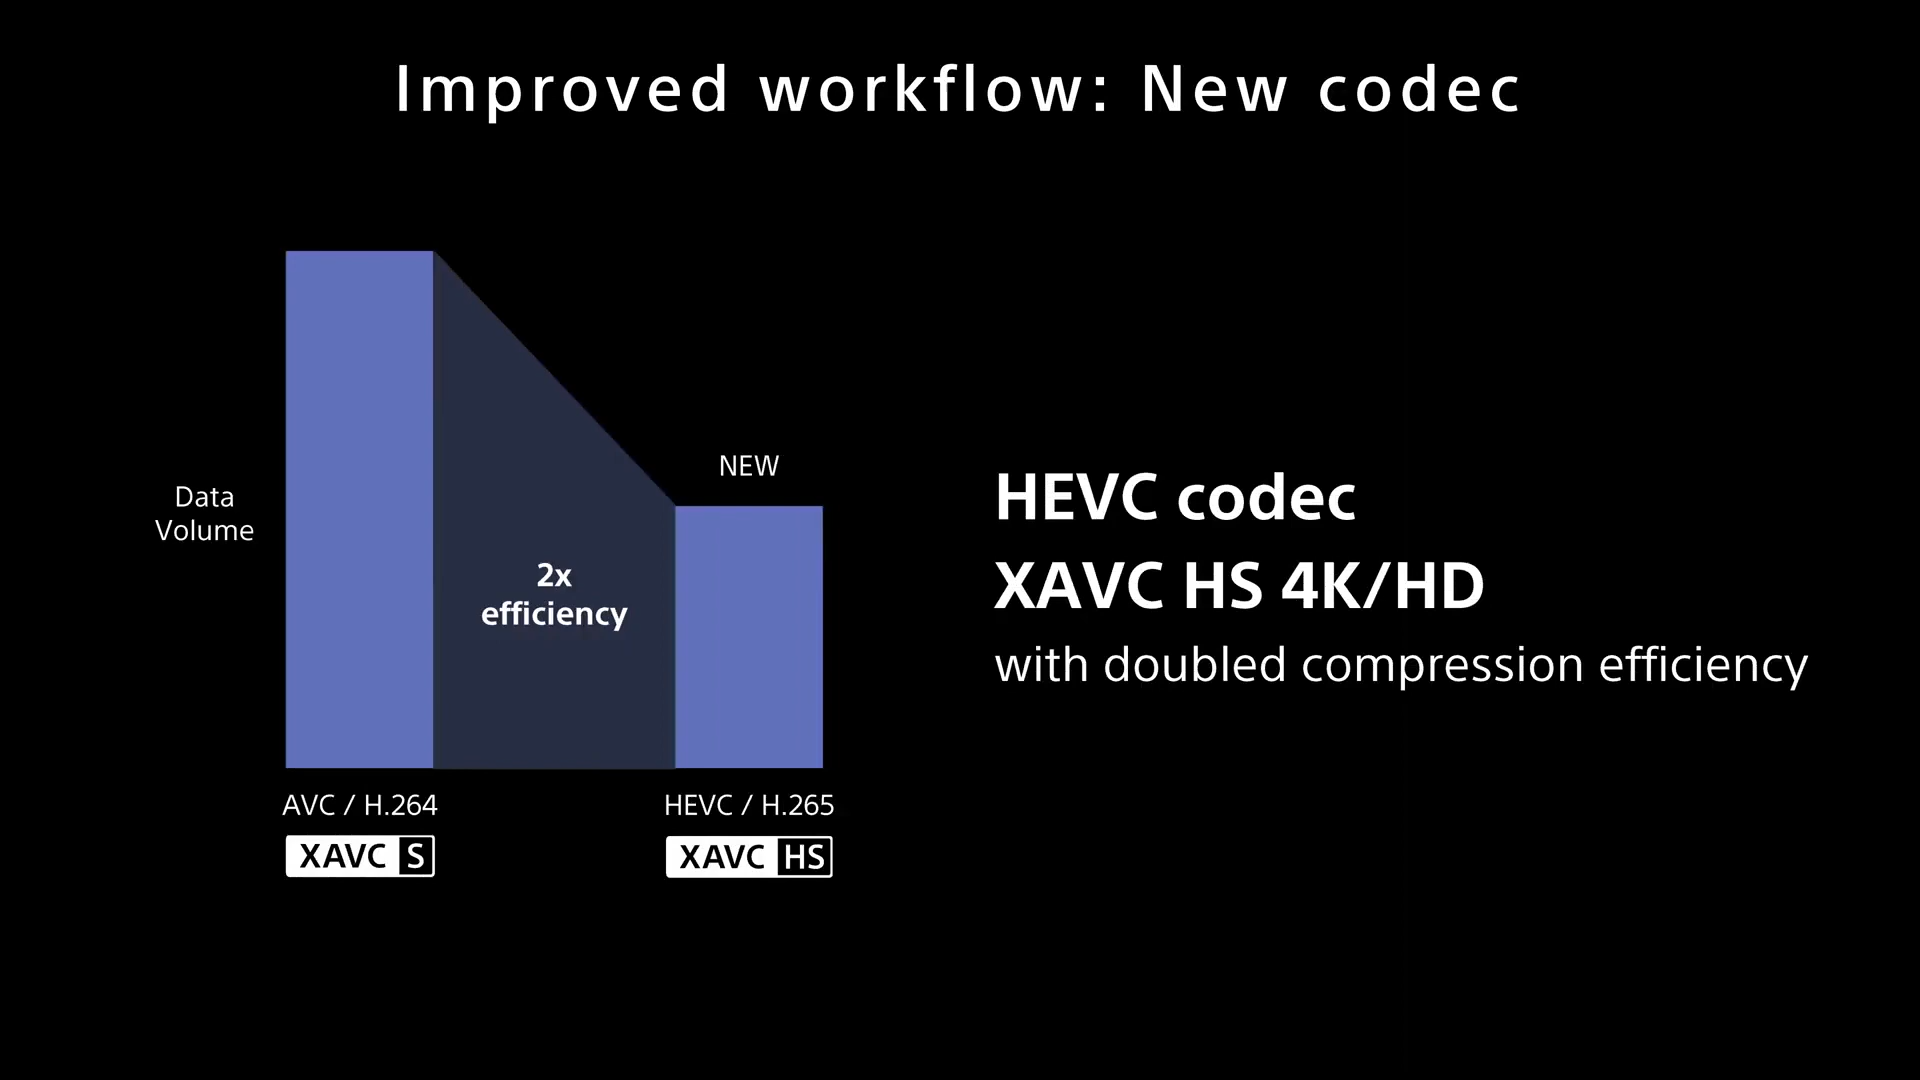 Improved workflow: New codec
Data
Volume
2x
efficiency
NEW
AVC / H.264
XAVC S
HEVC / H.265
XAVC HS
HEVC codec
XAVC HS 4K/HD
with doubled compression efficiency